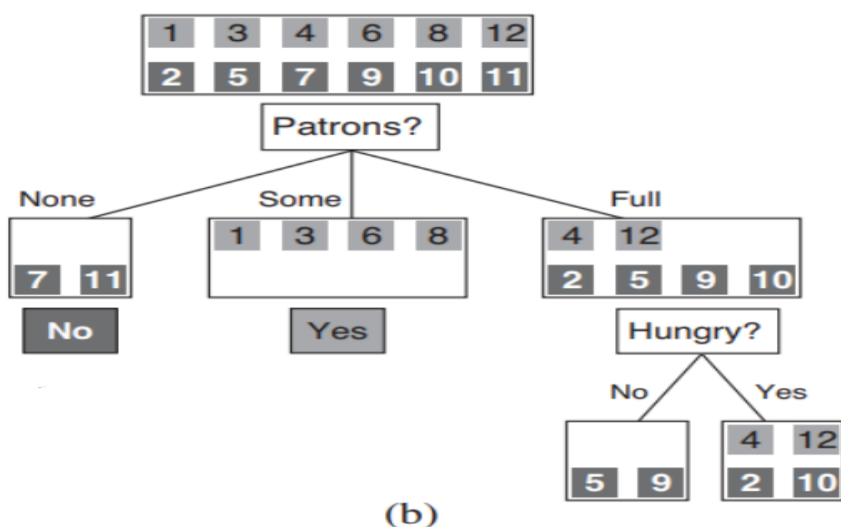 1 3 4 6 8 12
2 5 7 9 10 11
Patrons?
None Some Full
1 3 6 8 4 12
7 11 2 5 9 10
No Yes Hungry?
No Yes
4 12
5 9 2 10
(b)